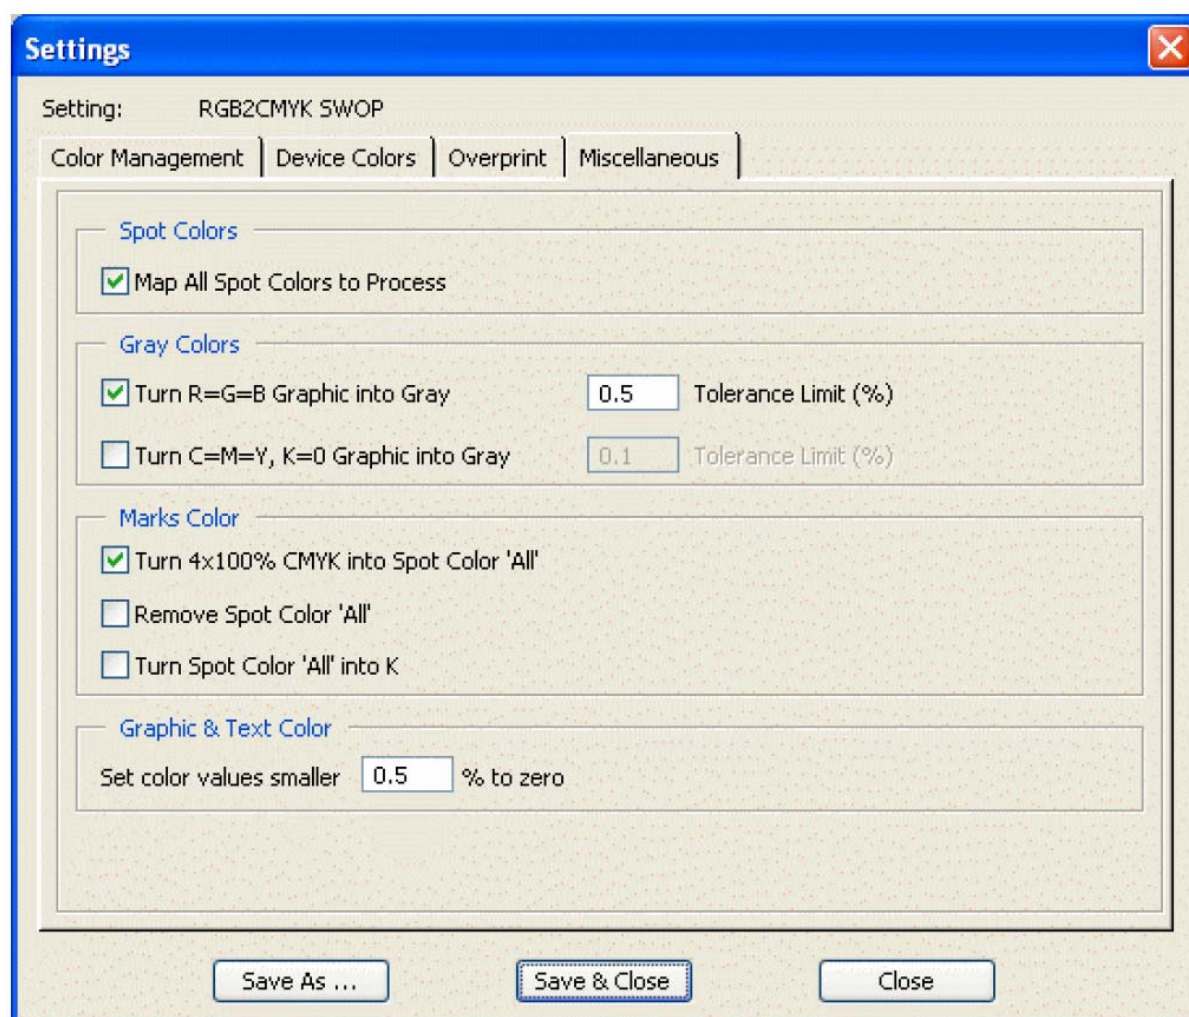 Settings
Setting: RGB2CMYK SWOP
Color Management Device Colors Overprint Miscellaneous
Spot Colors
Map All Spot Colors to Process
Gray Colors
Turn R=G=B Graphic into Gray 0.5 Tolerance Limit (%)
Turn C=M=Y, K=0 Graphic into Gray 0.1 Tolerance Limit (%)
Marks Color
Turn 4x100% CMYK into Spot Color 'All'
Remove Spot Color 'All'
Turn Spot Color 'All' into K
Graphic & Text Color
Set color values smaller 0.5 % to zero
Save As ... Save & Close Close